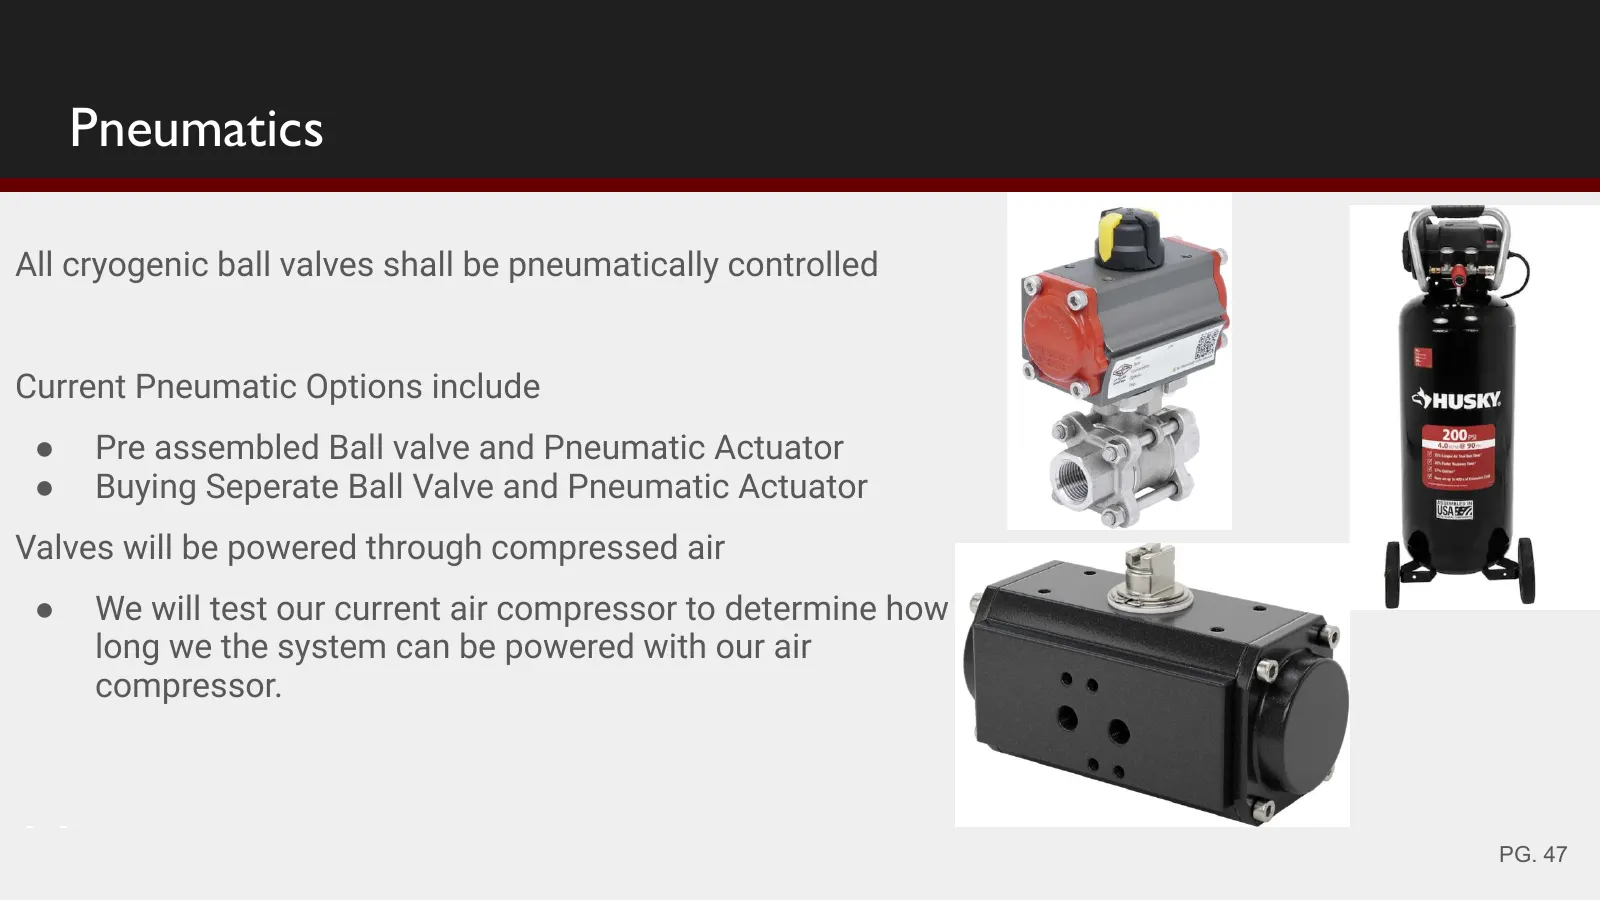 Pneumatics
All cryogenic ball valves shall be pneumatically controlled
Current Pneumatic Options include
● Pre assembled Ball valve and Pneumatic Actuator
● Buying Seperate Ball Valve and Pneumatic Actuator
Valves will be powered through compressed air
● We will test our current air compressor to determine how
long we the system can be powered with our air
compressor.
HUSKY
200 PSI
ASSEMBLED IN
USA
PG. 47